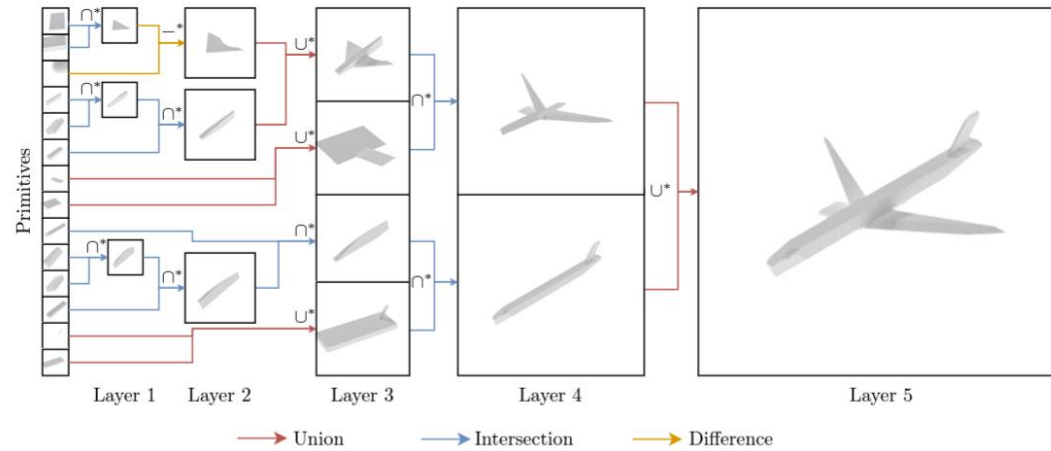 ∩*
−*
∪*
∩*
∩*
∩*
∪*
Primitives
∪*
∩*
∩*
∩*
∩*
∪*
Layer 1
Layer 2
Layer 3
Layer 4
Layer 5
Union
Intersection
Difference